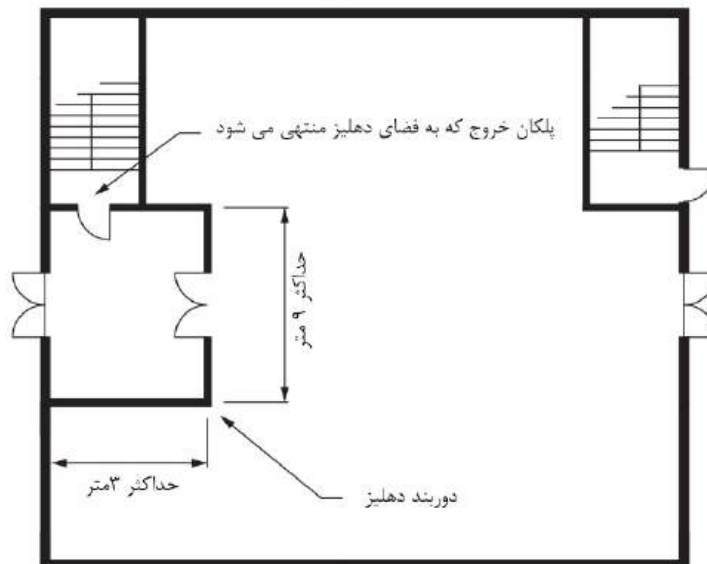 پلکان خروج که به فضای دهلیز منتهی می شود
حداکثر ۹ متر
حداکثر ۳متر
دوربند دهلیز